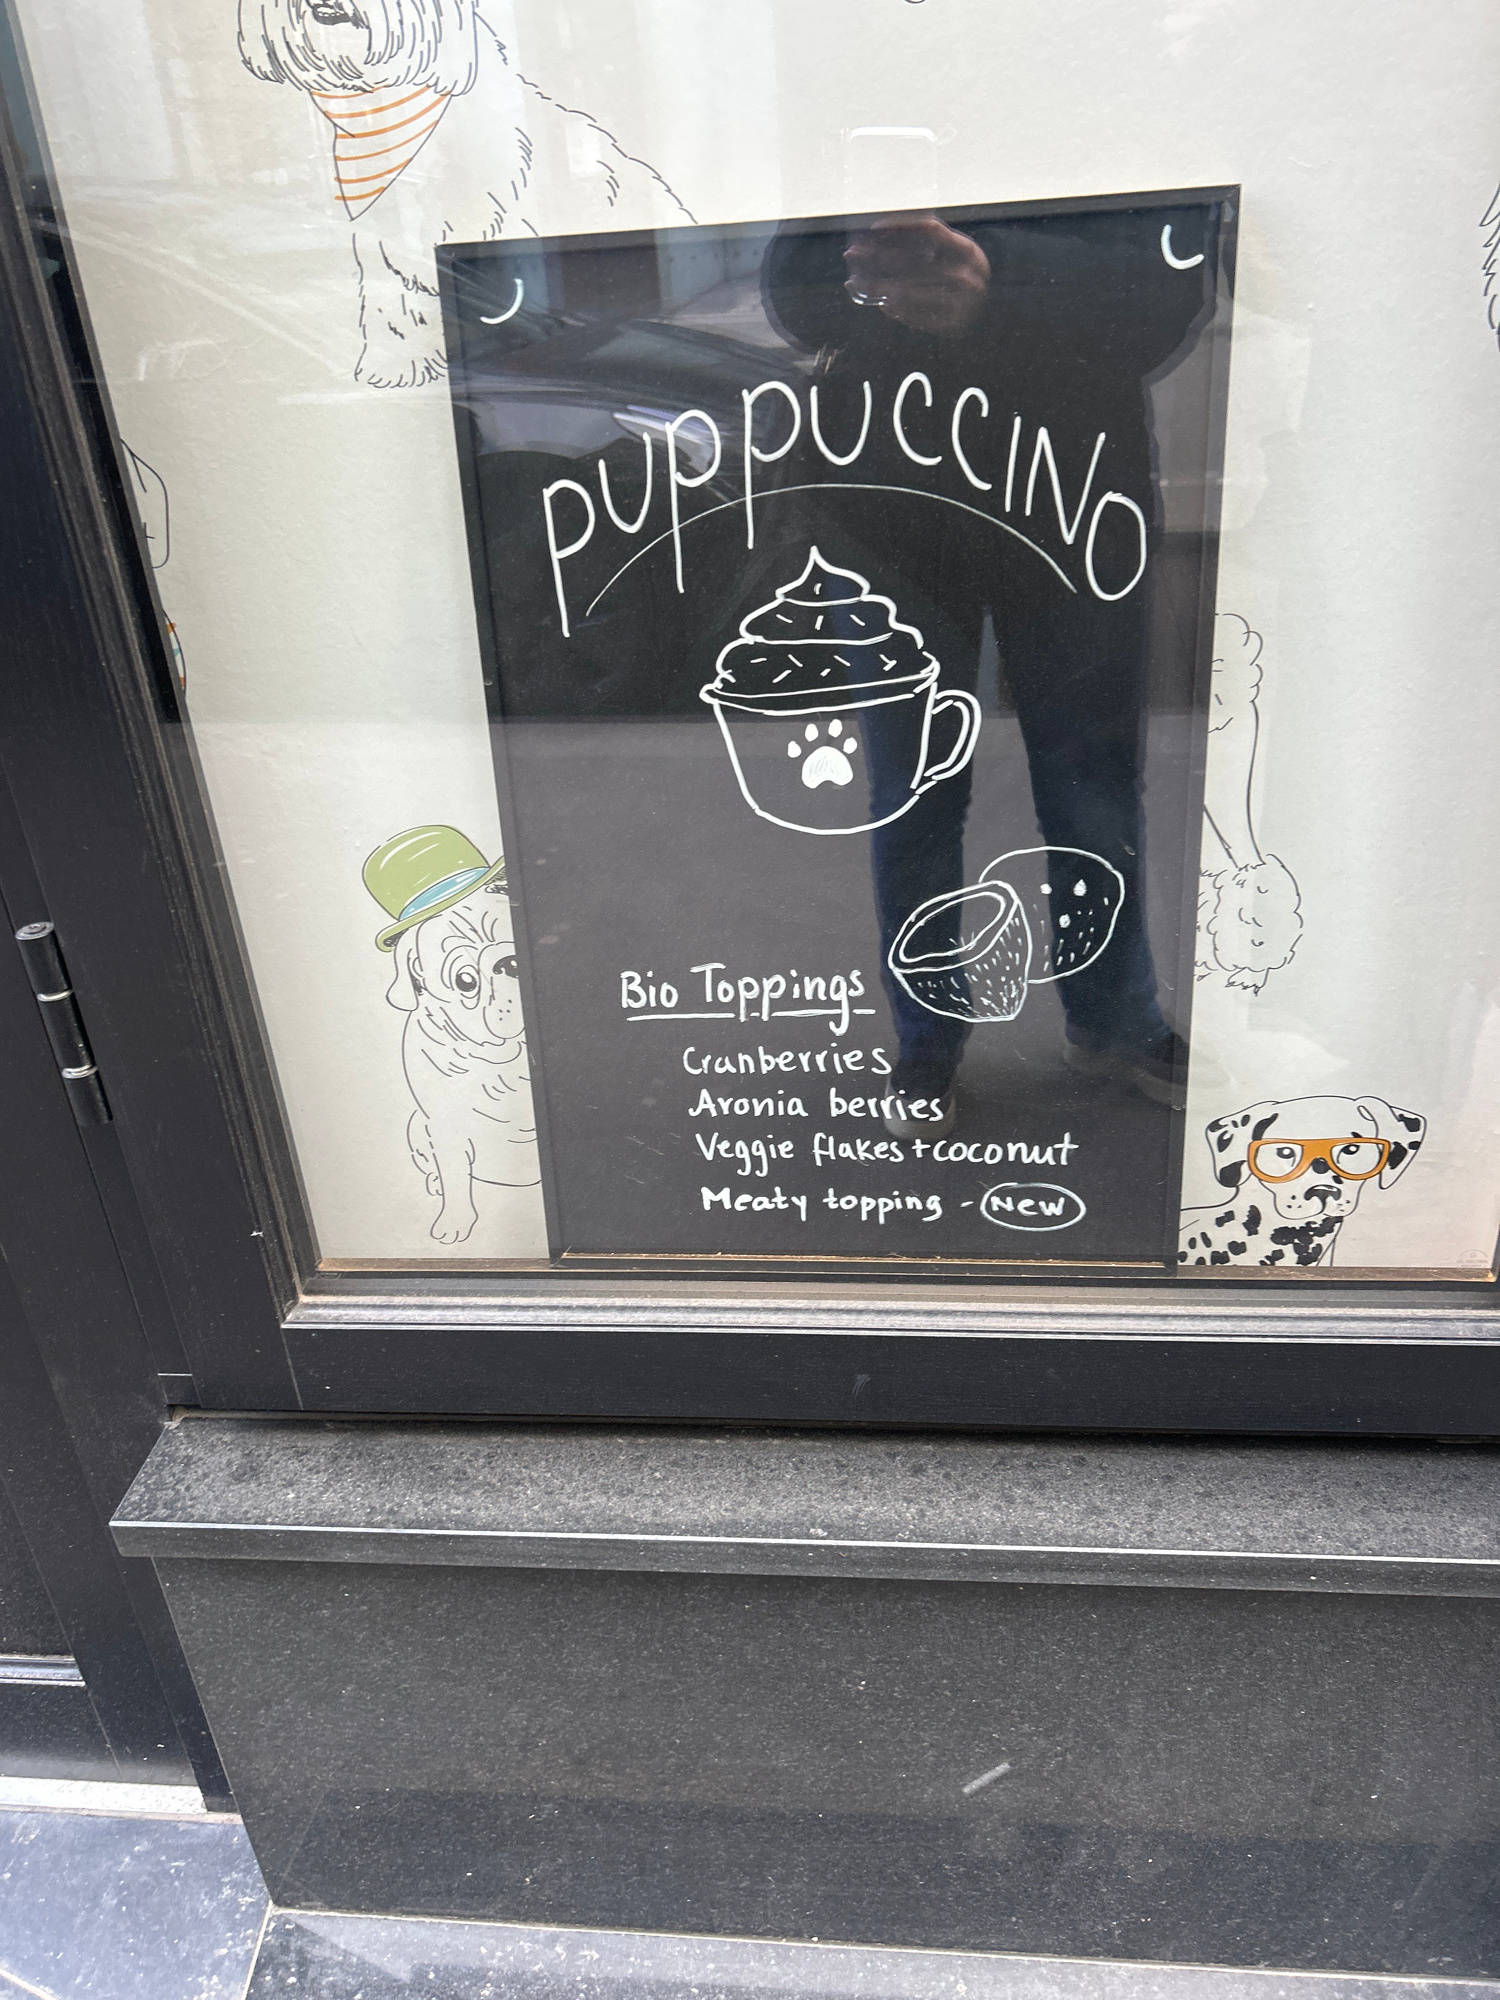 PUPPUCCINO
Bio Toppings
Cranberries
Aronia berries
Veggie flakes + coconut
Meaty topping - New